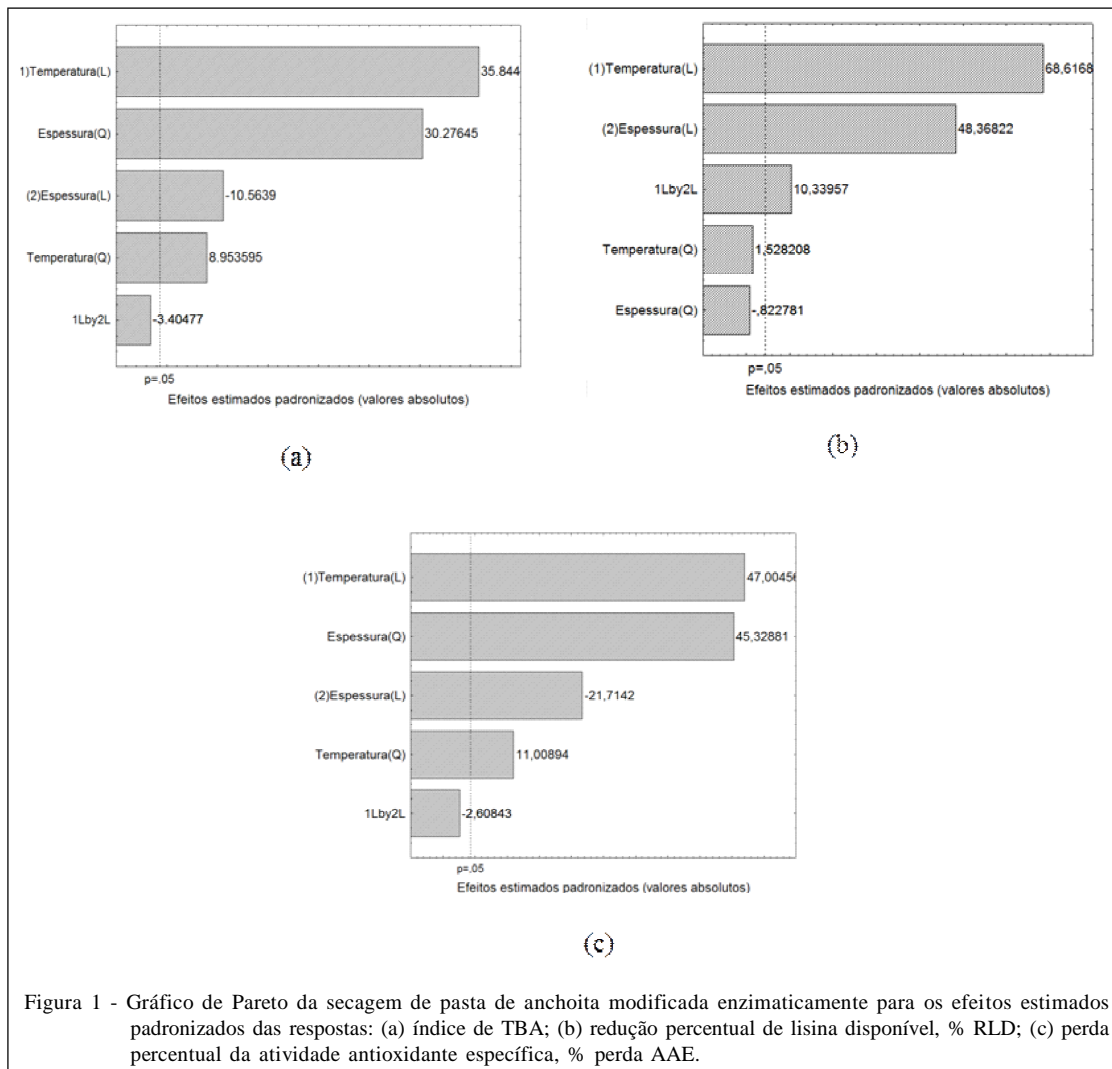 1)Temperatura(L)
35.844
Espessura(Q)
30.27645
(2)Espessura(L)
-10.5639
Temperatura(Q)
8.953595
1Lby2L
-3.40477
p=.05
Efeitos estimados padronizados (valores absolutos)
(a)
(1)Temperatura(L)
68,6168
(2)Espessura(L)
48,36822
1Lby2L
10,33957
Temperatura(Q)
1,528208
Espessura(Q)
-,822781
p=,05
Efeitos estimados padronizados (valores absolutos)
(b)
(1)Temperatura(L)
47,00456
Espessura(Q)
45,32881
(2)Espessura(L)
-21,7142
Temperatura(Q)
11,00894
1Lby2L
-2,60843
p=,05
Efeitos estimados padronizados (valores absolutos)
(c)
Figura 1 - Gráfico de Pareto da secagem de pasta de anchoita modificada enzimaticamente para os efeitos estimados
padronizados das respostas: (a) índice de TBA; (b) redução percentual de lisina disponível, % RLD; (c) perda
percentual da atividade antioxidante específica, % perda AAE.